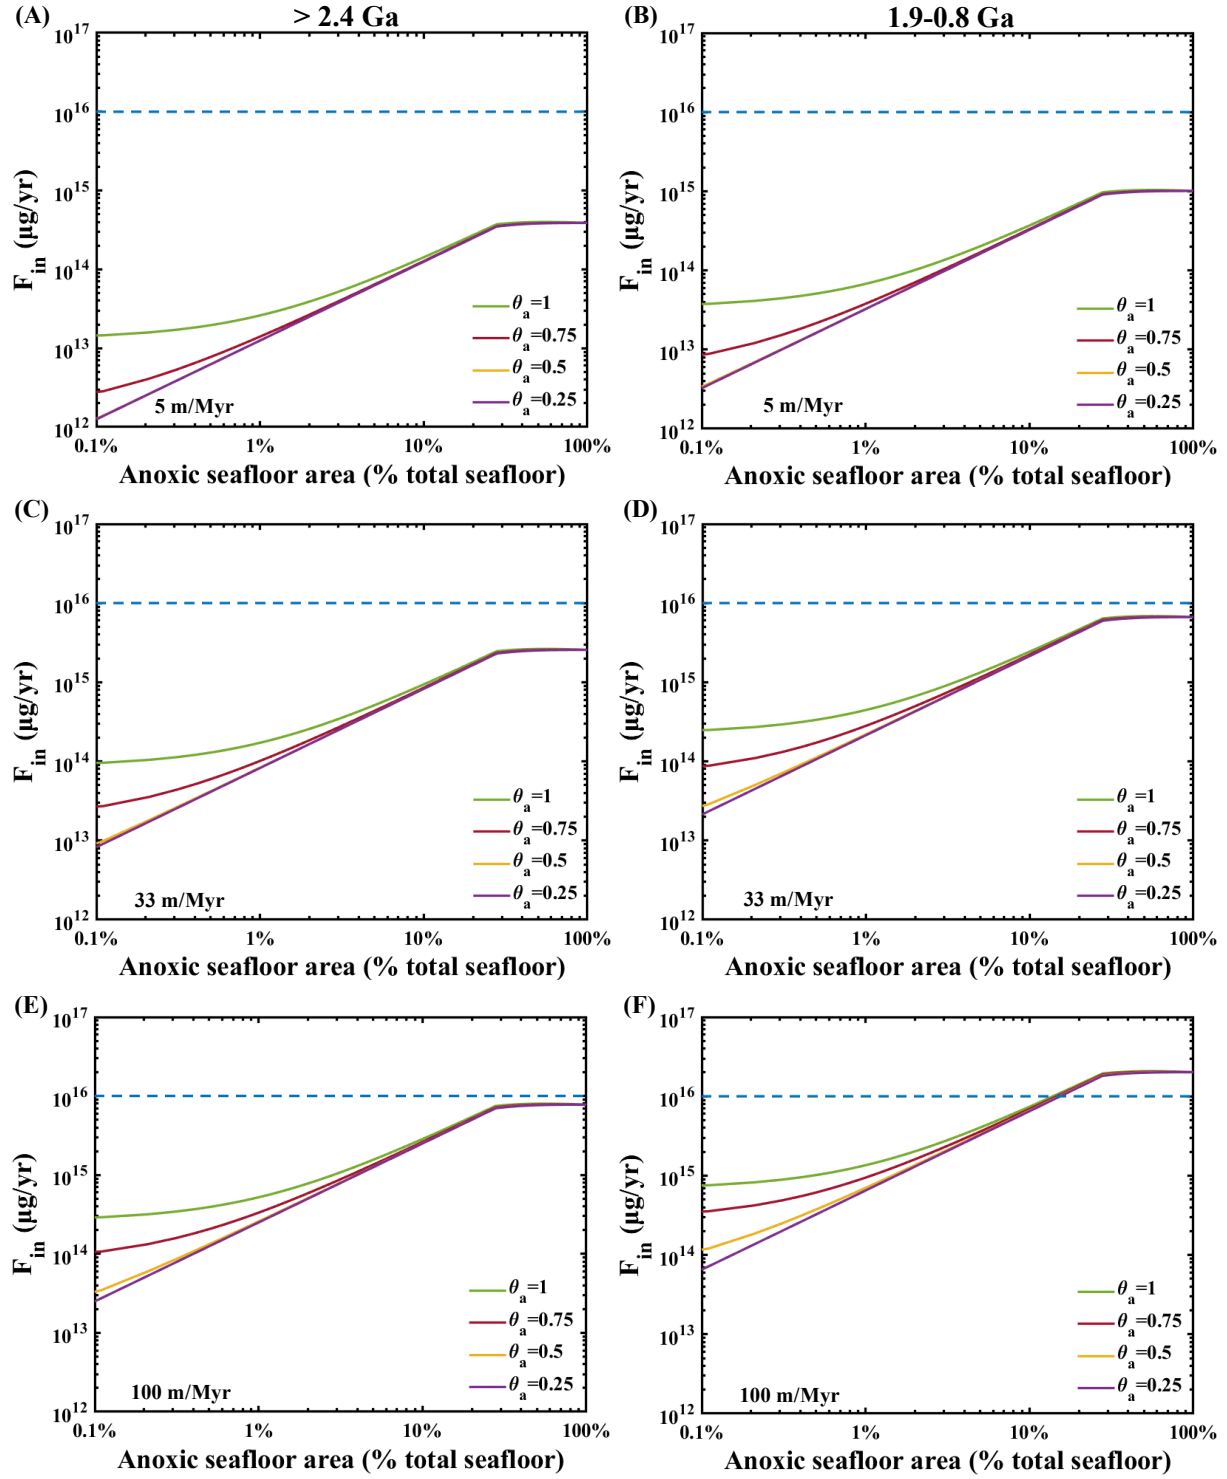 (A) > 2.4 Ga
10^17
10^16
10^15
10^14
10^13
10^12
F_in (µg/yr)
θ_a=1
θ_a=0.75
θ_a=0.5
θ_a=0.25
5 m/Myr
0.1% 1% 10% 100%
Anoxic seafloor area (% total seafloor)
(B) 1.9-0.8 Ga
10^17
10^16
10^15
10^14
10^13
10^12
F_in (µg/yr)
θ_a=1
θ_a=0.75
θ_a=0.5
θ_a=0.25
5 m/Myr
0.1% 1% 10% 100%
Anoxic seafloor area (% total seafloor)
(C)
10^17
10^16
10^15
10^14
10^13
10^12
F_in (µg/yr)
θ_a=1
θ_a=0.75
θ_a=0.5
θ_a=0.25
33 m/Myr
0.1% 1% 10% 100%
Anoxic seafloor area (% total seafloor)
(D)
10^17
10^16
10^15
10^14
10^13
10^12
F_in (µg/yr)
θ_a=1
θ_a=0.75
θ_a=0.5
θ_a=0.25
33 m/Myr
0.1% 1% 10% 100%
Anoxic seafloor area (% total seafloor)
(E)
10^17
10^16
10^15
10^14
10^13
10^12
F_in (µg/yr)
θ_a=1
θ_a=0.75
θ_a=0.5
θ_a=0.25
100 m/Myr
0.1% 1% 10% 100%
Anoxic seafloor area (% total seafloor)
(F)
10^17
10^16
10^15
10^14
10^13
10^12
F_in (µg/yr)
θ_a=1
θ_a=0.75
θ_a=0.5
θ_a=0.25
100 m/Myr
0.1% 1% 10% 100%
Anoxic seafloor area (% total seafloor)